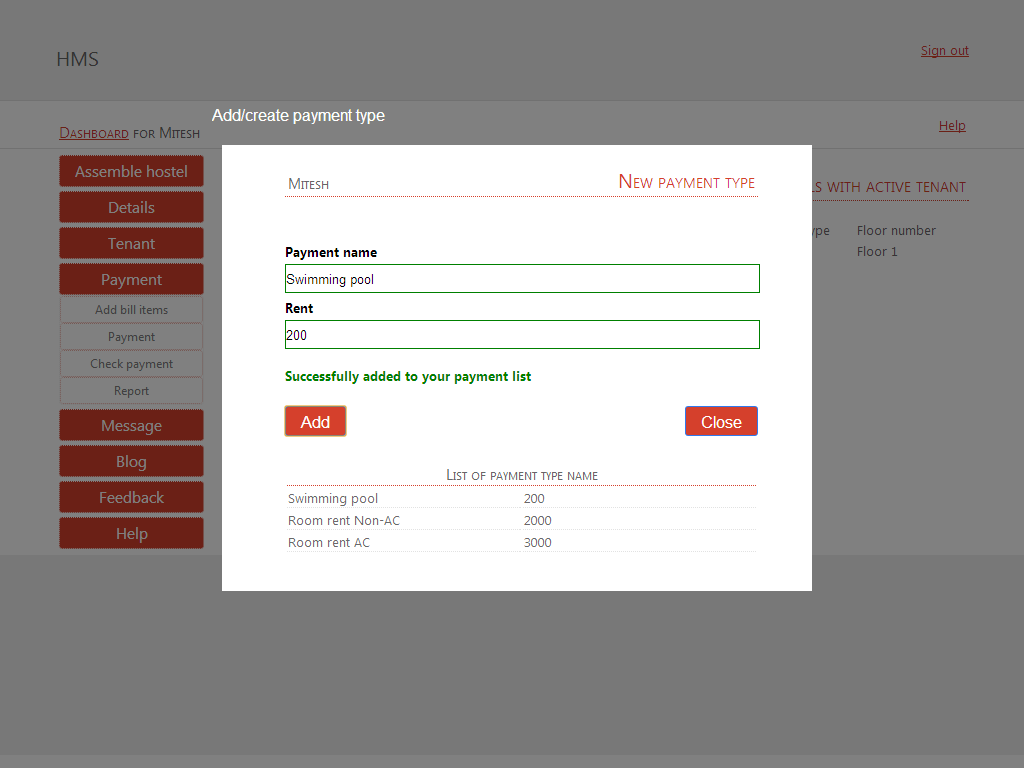 HMS
Sign out
Add/create payment type
Dashboard for Mitesh
Help
Assemble hostel
Details
Tenant
Payment
Add bill items
Payment
Check payment
Report
Message
Blog
Feedback
Help
Mitesh
New payment type
Payment name
Swimming pool
Rent
200
Successfully added to your payment list
Add
Close
List of payment type name
Swimming pool 200
Room rent Non-AC 2000
Room rent AC 3000
with active tenant
Floor number
Floor 1